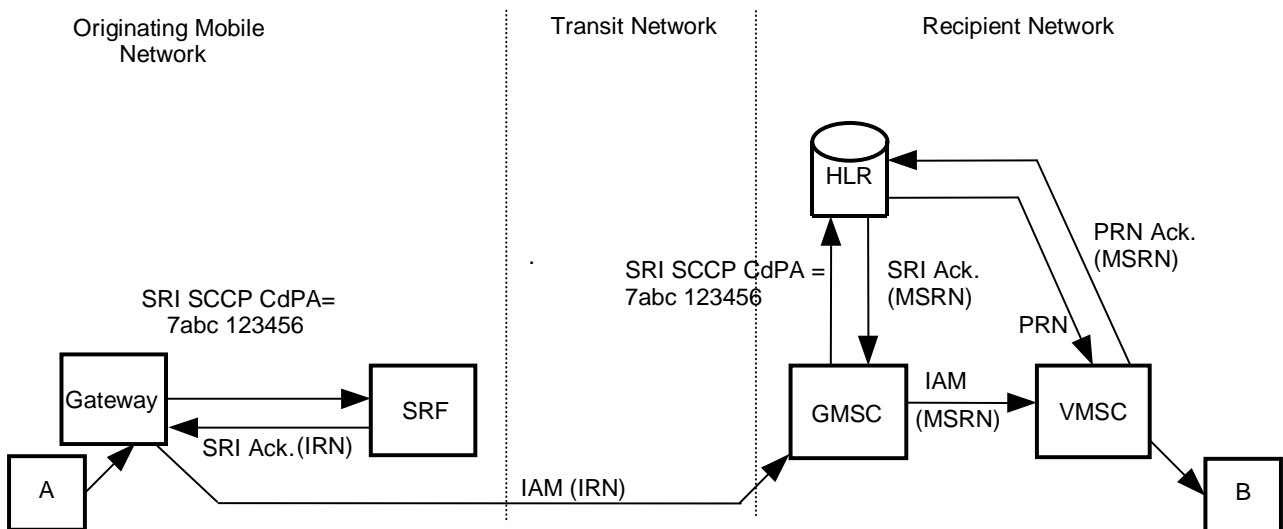 Originating Mobile
Network
Transit Network
Recipient Network
HLR
PRN Ack.
(MSRN)
SRI SCCP CdPA =
7abc 123456
SRI Ack.
(MSRN)
.
SRI SCCP CdPA=
7abc 123456
PRN
Gateway
SRF
SRI Ack.(IRN)
GMSC
IAM
(MSRN)
VMSC
A
IAM (IRN)
B